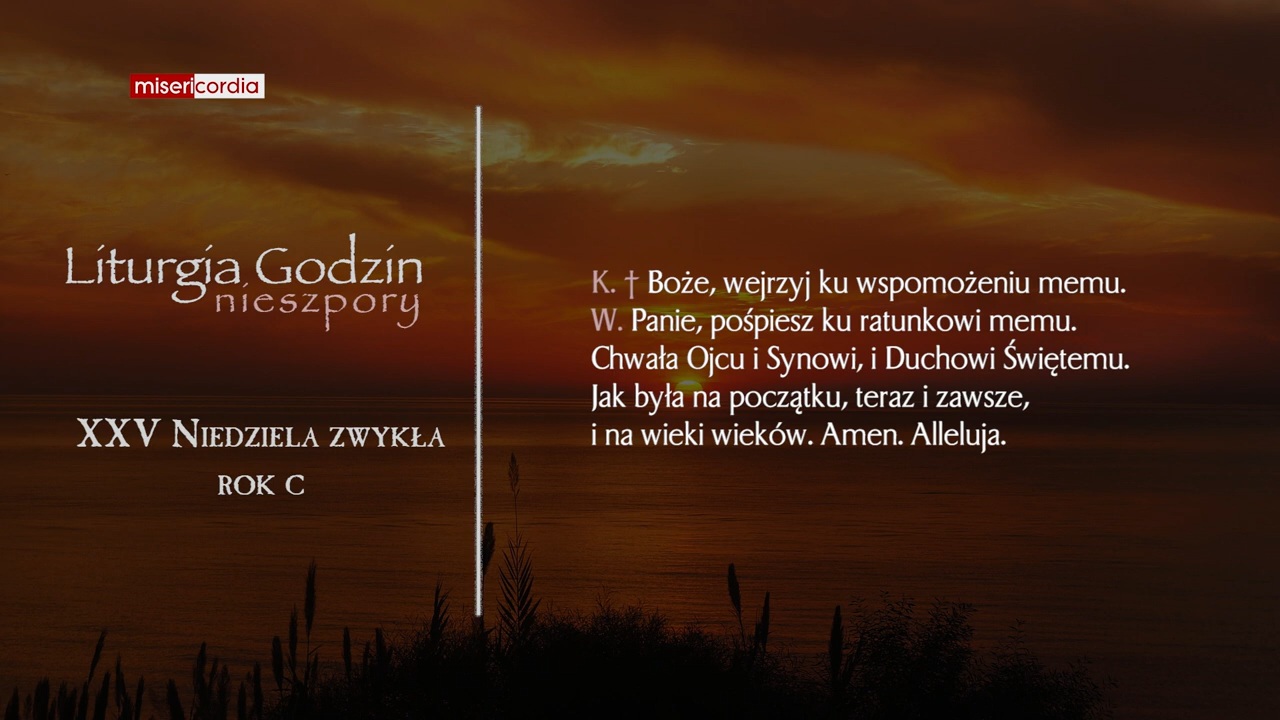 misericordia
Liturgia Godzin
nieszpory
XXV Niedziela zwykła
rok C
K. † Boże, wejrzyj ku wspomożeniu memu.
W. Panie, pośpiesz ku ratunkowi memu.
Chwała Ojcu i Synowi, i Duchowi Świętemu.
Jak była na początku, teraz i zawsze,
i na wieki wieków. Amen. Alleluja.